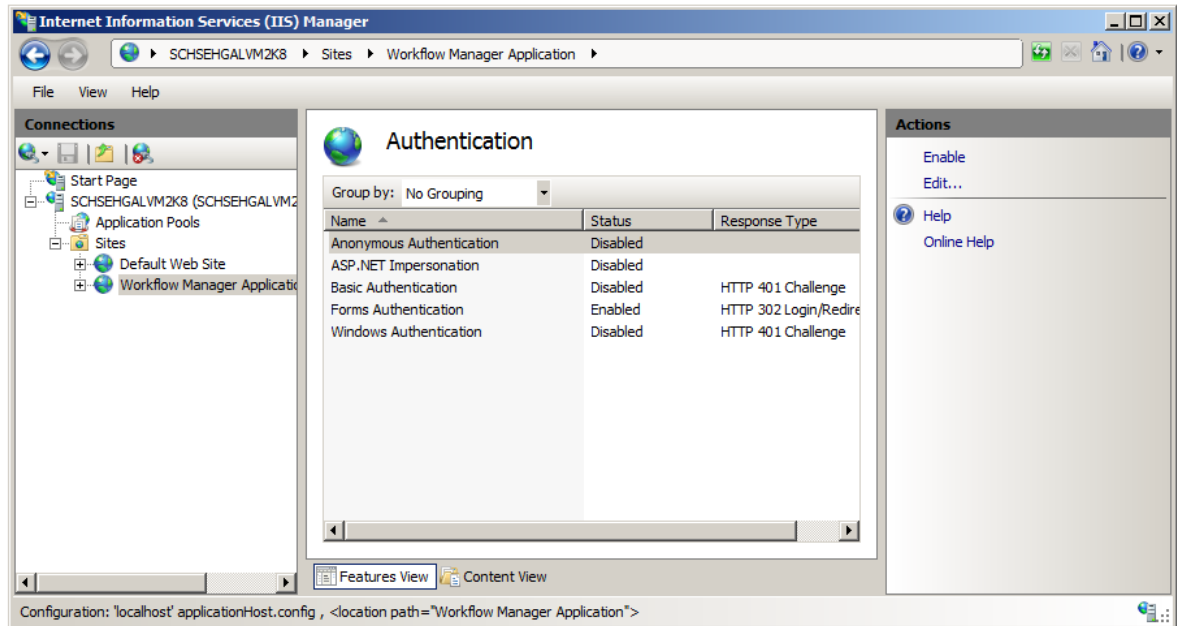 Internet Information Services (IIS) Manager
SCHSEHGALVM2K8 Sites Workflow Manager Application
File View Help
Connections
Start Page
SCHSEHGALVM2K8 (SCHSEHGALVM2
Application Pools
Sites
Default Web Site
Workflow Manager Applicatio
Authentication
Group by: No Grouping
Name Status Response Type
Anonymous Authentication Disabled
ASP.NET Impersonation Disabled
Basic Authentication Disabled HTTP 401 Challenge
Forms Authentication Enabled HTTP 302 Login/Redire
Windows Authentication Disabled HTTP 401 Challenge
Features View Content View
Actions
Enable
Edit...
Help
Online Help
Configuration: 'localhost' applicationHost.config , <location path="Workflow Manager Application">